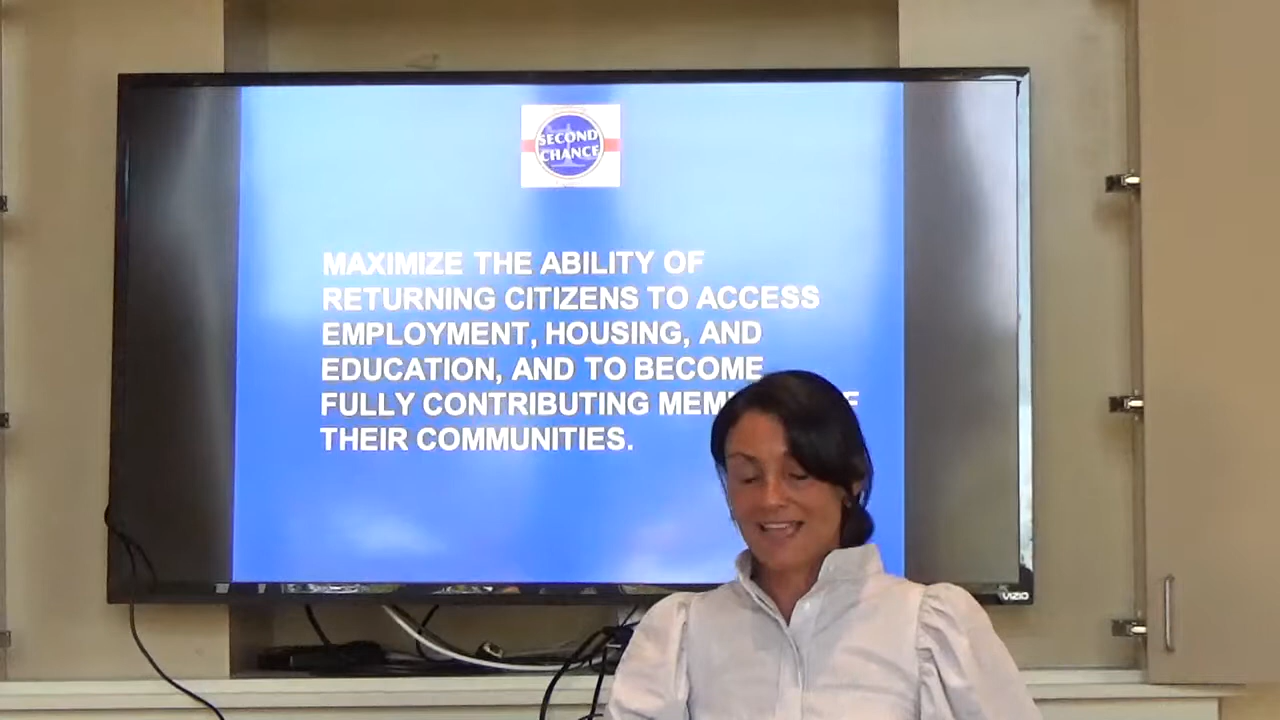 SECOND
CHANCE
MAXIMIZE THE ABILITY OF
RETURNING CITIZENS TO ACCESS
EMPLOYMENT, HOUSING, AND
EDUCATION, AND TO BECOME
FULLY CONTRIBUTING
THEIR COMMUNITIES.
VIZIO